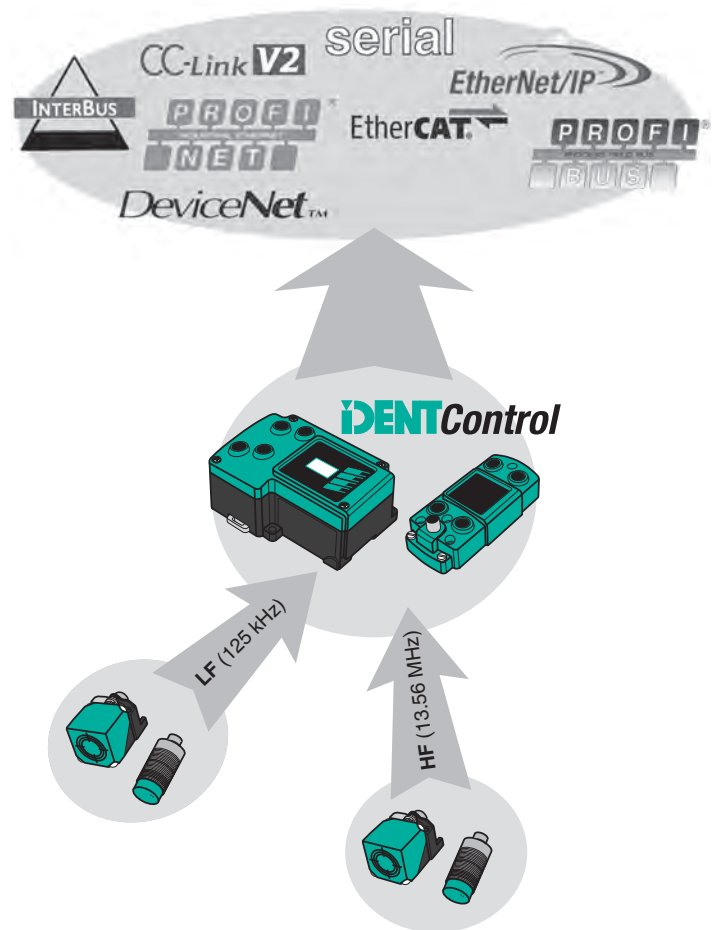 serial
CC-Link V2
EtherNet/IP
INTERBUS
PROFI®
NET
EtherCAT®
PROFI®
BUS
DeviceNet™
IDENTControl
LF (125 kHz)
HF (13.56 MHz)